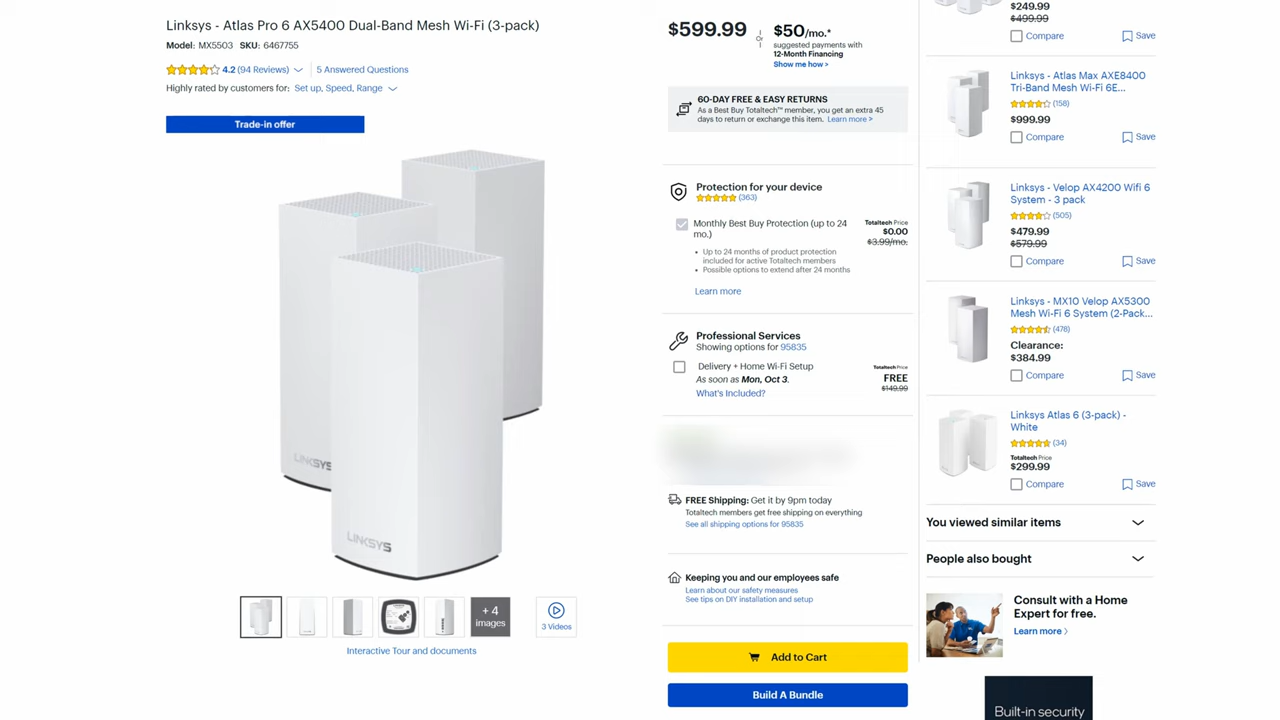 Linksys - Atlas Pro 6 AX5400 Dual-Band Mesh Wi-Fi (3-pack)
Model: MX5503 SKU: 6467755
4.2 (94 Reviews)
5 Answered Questions
Highly rated by customers for: Set up, Speed, Range
Trade-in offer
LINKSYS
LINKSYS
+ 4
images
3 Videos
Interactive Tour and documents
$599.99
Or
$50/mo.*
suggested payments with
12-Month Financing
Show me how >
60-DAY FREE & EASY RETURNS
As a Best Buy Totaltech™ member, you get an extra 45
days to return or exchange this item. Learn more >
Protection for your device
(363)
Monthly Best Buy Protection (up to 24
mo.)
Totaltech Price
$0.00
$3.99/mo.
• Up to 24 months of product protection
included for active Totaltech members
• Possible options to extend after 24 months
Learn more
Professional Services
Showing options for 95835
Delivery + Home Wi-Fi Setup
As soon as Mon, Oct 3.
What's Included?
Totaltech Price
FREE
$149.99
FREE Shipping: Get it by 9pm today
Totaltech members get free shipping on everything
See all shipping options for 95835
Keeping you and our employees safe
Learn about our safety measures
See tips on DIY installation and setup
Add to Cart
Build A Bundle
$249.99
$499.99
Compare
Save
Linksys - Atlas Max AXE8400
Tri-Band Mesh Wi-Fi 6E...
(158)
$999.99
Compare
Save
Linksys - Velop AX4200 Wifi 6
System - 3 pack
(505)
$479.99
$579.99
Compare
Save
Linksys - MX10 Velop AX5300
Mesh Wi-Fi 6 System (2-Pack...
(478)
Clearance:
$384.99
Compare
Save
Linksys Atlas 6 (3-pack) -
White
(34)
Totaltech Price
$299.99
Compare
Save
You viewed similar items
People also bought
Consult with a Home
Expert for free.
Learn more >
Built-in security